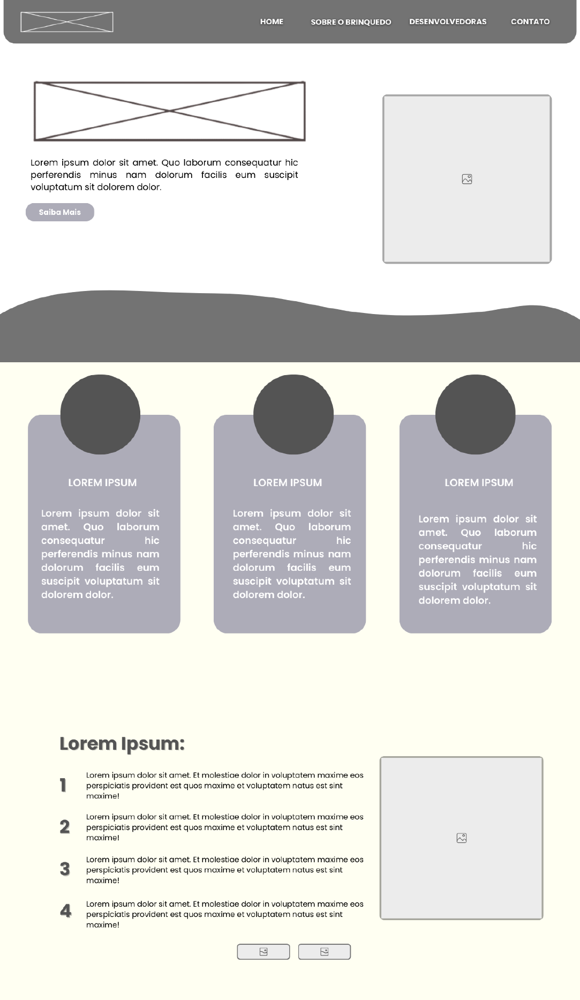 HOME
SOBRE O BRINQUEDO
DESENVOLVEDORAS
CONTATO
Lorem ipsum dolor sit amet. Quo laborum consequatur hic
perferendis minus nam dolorum facilis eum suscipit
voluptatum sit dolorem dolor.
Saiba Mais
LOREM IPSUM
Lorem ipsum dolor sit
amet. Quo laborum
consequatur hic
perferendis minus nam
dolorum facilis eum
suscipit voluptatum sit
dolorem dolor.
LOREM IPSUM
Lorem ipsum dolor sit
amet. Quo laborum
consequatur hic
perferendis minus nam
dolorum facilis eum
suscipit voluptatum sit
dolorem dolor.
LOREM IPSUM
Lorem ipsum dolor sit
amet. Quo laborum
consequatur hic
perferendis minus nam
dolorum facilis eum
suscipit voluptatum sit
dolorem dolor.
Lorem Ipsum:
1
Lorem ipsum dolor sit amet. Et molestiae dolor in voluptatem maxime eos
perspiciatis provident est quos maxime et voluptatem natus est sint
maxime!
2
Lorem ipsum dolor sit amet. Et molestiae dolor in voluptatem maxime eos
perspiciatis provident est quos maxime et voluptatem natus est sint
maxime!
3
Lorem ipsum dolor sit amet. Et molestiae dolor in voluptatem maxime eos
perspiciatis provident est quos maxime et voluptatem natus est sint
maxime!
4
Lorem ipsum dolor sit amet. Et molestiae dolor in voluptatem maxime eos
perspiciatis provident est quos maxime et voluptatem natus est sint
maxime!